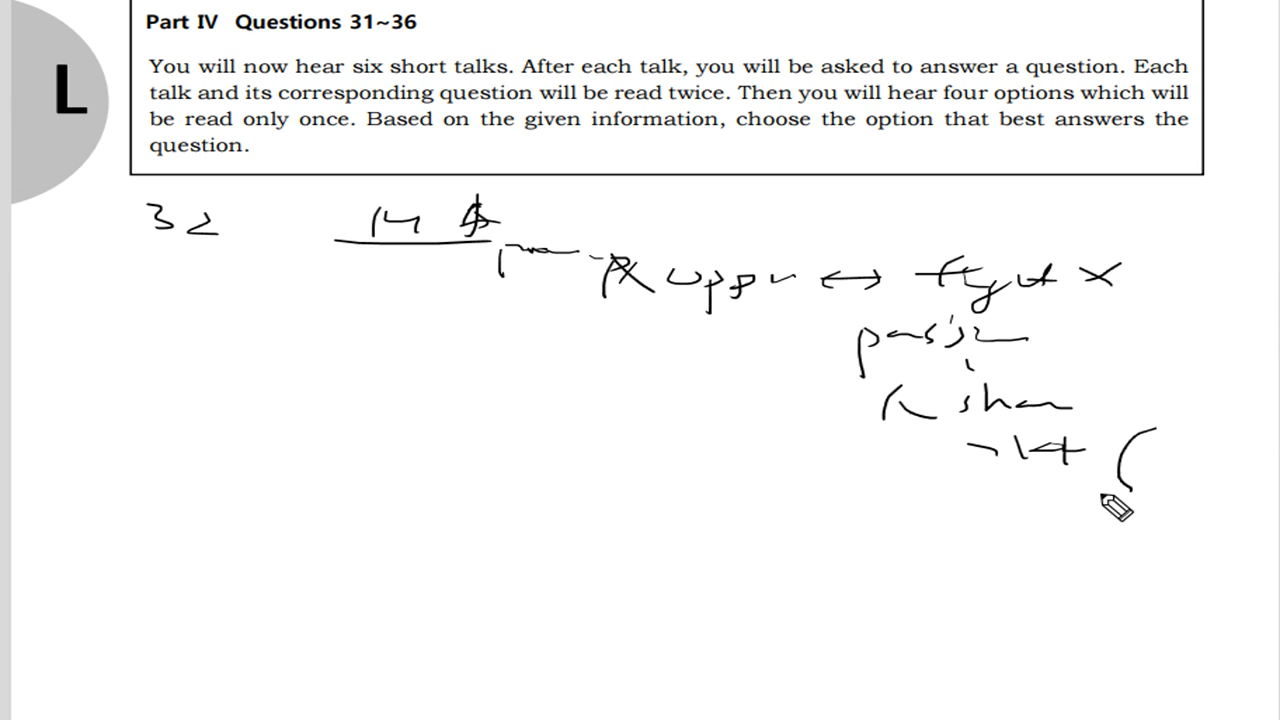 Part IV Questions 31~36
L
You will now hear six short talks. After each talk, you will be asked to answer a question. Each
talk and its corresponding question will be read twice. Then you will hear four options which will
be read only once. Based on the given information, choose the option that best answers the
question.
32 14 $